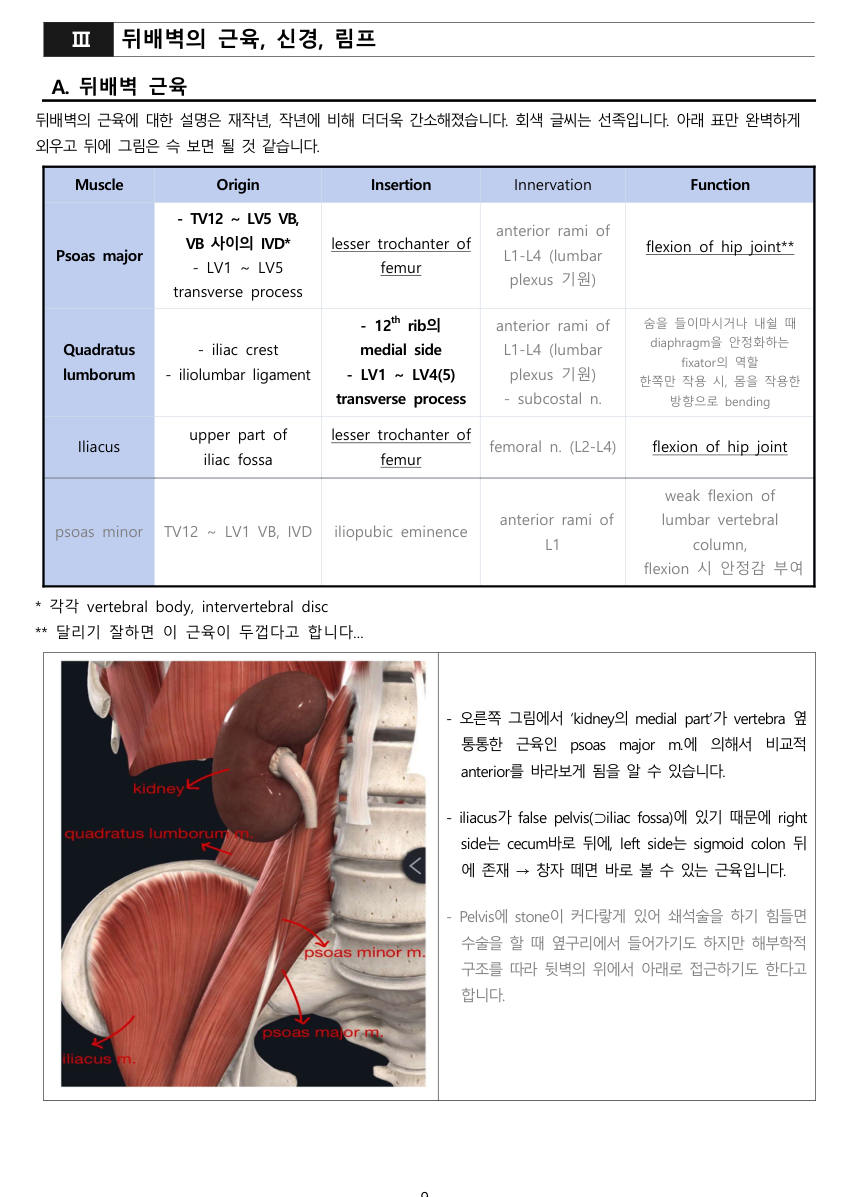 Ⅲ 뒤배벽의 근육, 신경, 림프
A. 뒤배벽 근육
뒤배벽의 근육에 대한 설명은 재작년, 작년에 비해 더더욱 간소해졌습니다. 회색 글씨는 선족입니다. 아래 표만 완벽하게
외우고 뒤에 그림은 슥 보면 될 것 같습니다.
Muscle Origin Insertion Innervation Function
Psoas major
- TV12 ~ LV5 VB,
VB 사이의 IVD*
- LV1 ~ LV5
transverse process
lesser trochanter of
femur
anterior rami of
L1-L4 (lumbar
plexus 기원)
flexion of hip joint**
Quadratus
lumborum
- iliac crest
- iliolumbar ligament
- 12th rib의
medial side
- LV1 ~ LV4(5)
transverse process
anterior rami of
L1-L4 (lumbar
plexus 기원)
- subcostal n.
숨을 들이마시거나 내쉴 때
diaphragm을 안정화하는
fixator의 역할
한쪽만 작용 시, 몸을 작용한
방향으로 bending
Iliacus
upper part of
iliac fossa
lesser trochanter of
femur
femoral n. (L2-L4)
flexion of hip joint
psoas minor
TV12 ~ LV1 VB, IVD
iliopubic eminence
anterior rami of
L1
weak flexion of
lumbar vertebral
column,
flexion 시 안정감 부여
* 각각 vertebral body, intervertebral disc
** 달리기 잘하면 이 근육이 두껍다고 합니다...
kidney
quadratus lumborum m.
psoas minor m.
psoas major m.
iliacus m.
- 오른쪽 그림에서 ‘kidney의 medial part’가 vertebra 옆
통통한 근육인 psoas major m.에 의해서 비교적
anterior를 바라보게 됨을 알 수 있습니다.
- iliacus가 false pelvis(⊃iliac fossa)에 있기 때문에 right
side는 cecum바로 뒤에, left side는 sigmoid colon 뒤
에 존재 → 창자 떼면 바로 볼 수 있는 근육입니다.
- Pelvis에 stone이 커다랗게 있어 쇄석술을 하기 힘들면
수술을 할 때 옆구리에서 들어가기도 하지만 해부학적
구조를 따라 뒷벽의 위에서 아래로 접근하기도 한다고
합니다.